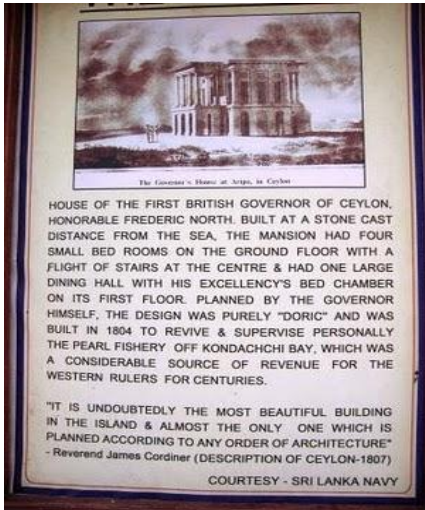 The Governor's House at Aripo, in Ceylon
HOUSE OF THE FIRST BRITISH GOVERNOR OF CEYLON,
HONORABLE FREDERIC NORTH. BUILT AT A STONE CAST
DISTANCE FROM THE SEA, THE MANSION HAD FOUR
SMALL BED ROOMS ON THE GROUND FLOOR WITH A
FLIGHT OF STAIRS AT THE CENTRE & HAD ONE LARGE
DINING HALL WITH HIS EXCELLENCY'S BED CHAMBER
ON ITS FIRST FLOOR. PLANNED BY THE GOVERNOR
HIMSELF, THE DESIGN WAS PURELY "DORIC" AND WAS
BUILT IN 1804 TO REVIVE & SUPERVISE PERSONALLY
THE PEARL FISHERY OFF KONDACHCHI BAY, WHICH WAS
A CONSIDERABLE SOURCE OF REVENUE FOR THE
WESTERN RULERS FOR CENTURIES.
"IT IS UNDOUBTEDLY THE MOST BEAUTIFUL BUILDING
IN THE ISLAND & ALMOST THE ONLY ONE WHICH IS
PLANNED ACCORDING TO ANY ORDER OF ARCHITECTURE"
- Reverend James Cordiner (DESCRIPTION OF CEYLON-1807)
COURTESY - SRI LANKA NAVY